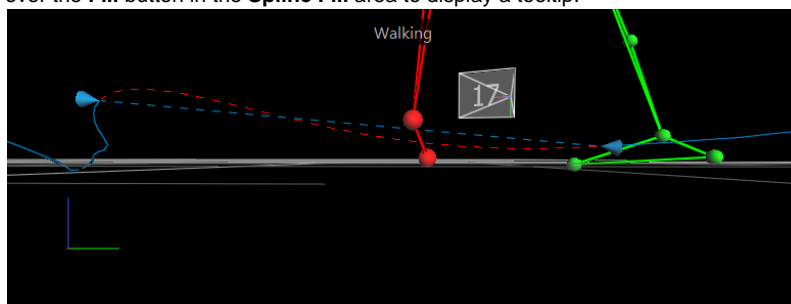 over the Fill button in the Spline Fill area to display a tooltip.
Walking
17